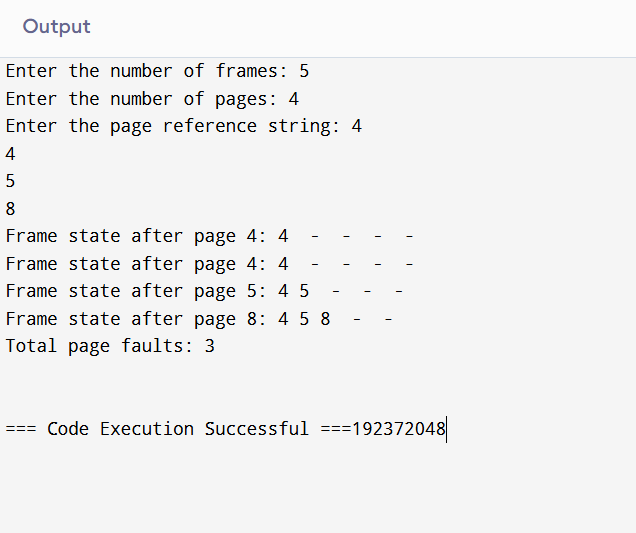 Output
Enter the number of frames: 5
Enter the number of pages: 4
Enter the page reference string: 4
4
5
8
Frame state after page 4: 4  -  -  -  -
Frame state after page 4: 4  -  -  -  -
Frame state after page 5: 4 5  -  -  -
Frame state after page 8: 4 5 8  -  -
Total page faults: 3
=== Code Execution Successful ===192372048